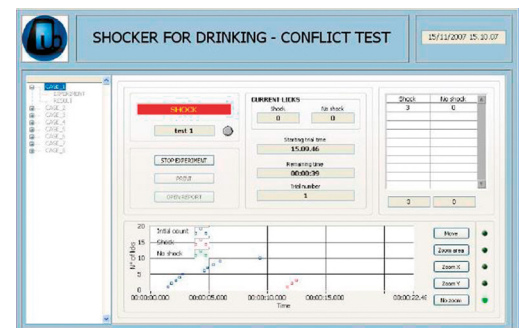 SHOCKER FOR DRINKING - CONFLICT TEST
15/11/2007 15.10.07
CAGE_1
EXPERIMENT
RESULT
CAGE_2
CAGE_3
CAGE_4
CAGE_5
CAGE_6
CAGE_7
CAGE_8
SHOCK
test 1
STOP EXPERIMENT
PRINT
OPEN REPORT
CURRENT LICKS
Shock No shock
0 0
Starting trial time
15.09.46
Remaining time
00:00:39
Trial number
1
Shock No shock
3 0
0 0
N° of licks
20
15
10
5
0
Initial count
Shock
No shock
00:00:00.000 00:00:05.000 00:00:10.000 00:00:15.000 00:00:22.46
Time
Move
Zoom area
Zoom X
Zoom Y
No zoom